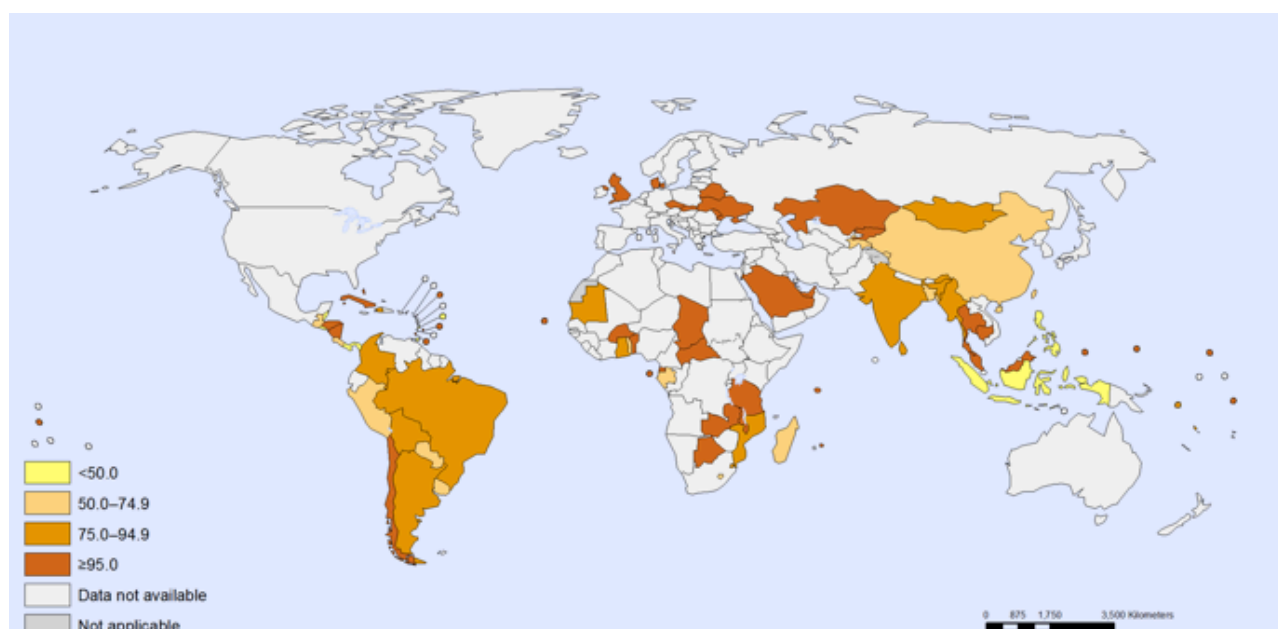 <50.0
50.0–74.9
75.0–94.9
≥95.0
Data not available
Not applicable
0 875 1,750 3,500 Kilometers